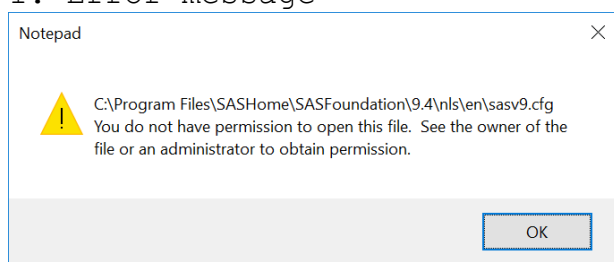 1. Error message
Notepad
C:\Program Files\SASHome\SASFoundation\9.4\nls\en\sasv9.cfg
You do not have permission to open this file. See the owner of the
file or an administrator to obtain permission.
OK